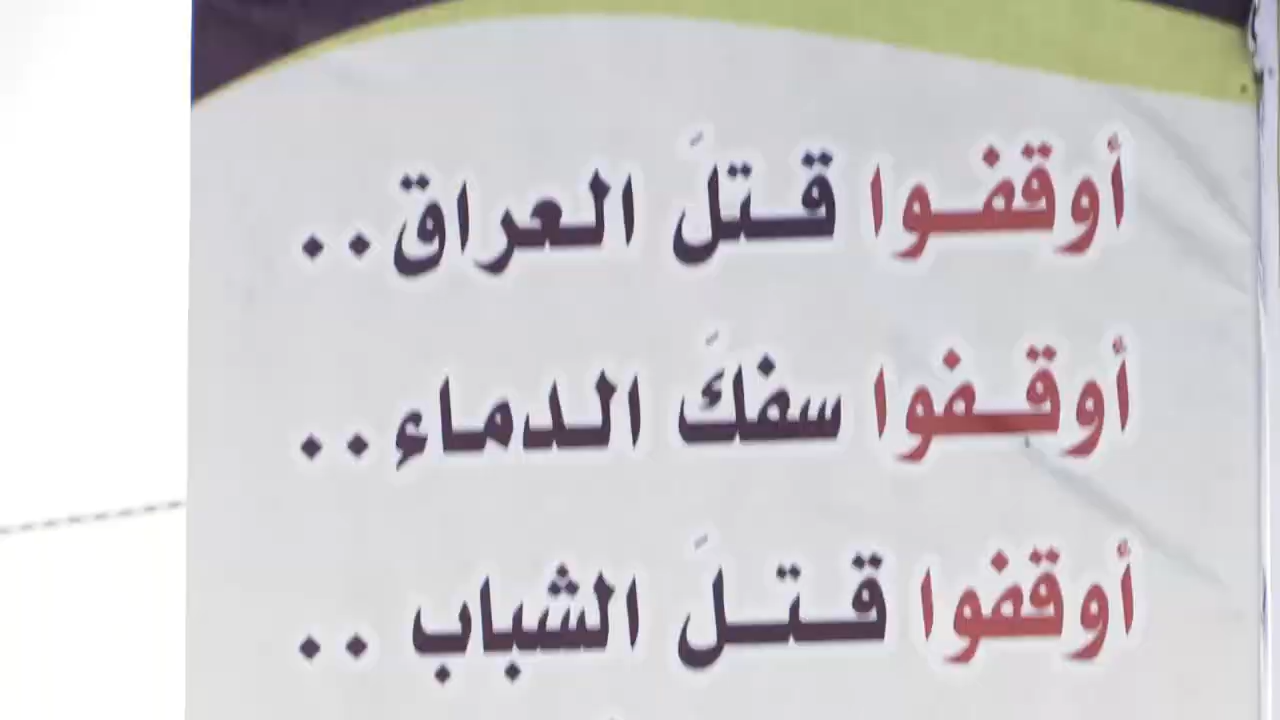 أوقفوا قتلَ العراق..
أوقفوا سفكَ الدماء..
أوقفوا قتلَ الشباب ..